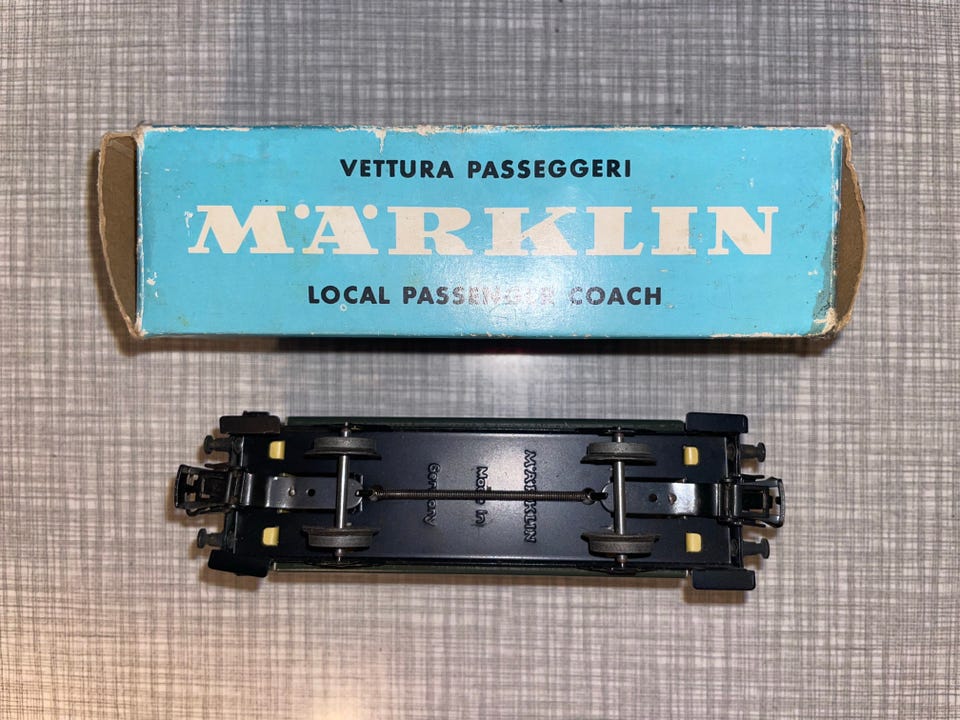 VETTURA PASSEGGERI
MÄRKLIN
LOCAL PASSENGER COACH
MÄRKLIN
Made in
Germany